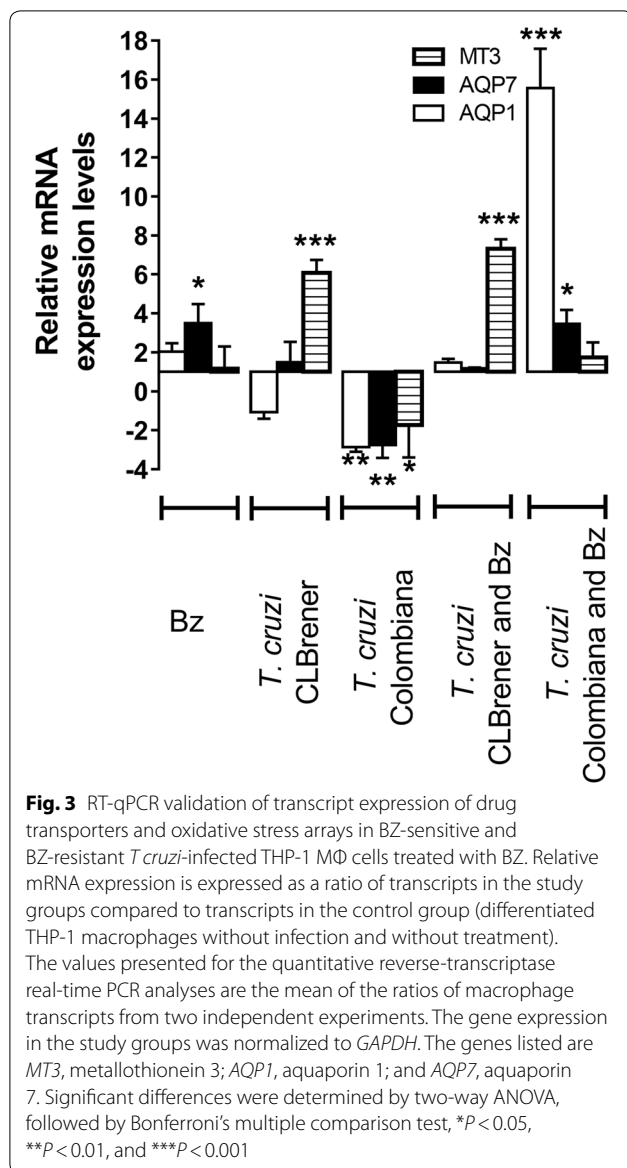 18
16
14
12
10
8
6
4
2
0
-2
-4
Relative mRNA
expression levels
MT3
AQP7
AQP1
*
***
**
**
*
***
***
*
Bz
T. cruzi
CLBrener
T. cruzi
Colombiana
T. cruzi
CLBrener and Bz
T. cruzi
Colombiana and Bz
Fig. 3 RT-qPCR validation of transcript expression of drug
transporters and oxidative stress arrays in BZ-sensitive and
BZ-resistant T cruzi-infected THP-1 MΦ cells treated with BZ. Relative
mRNA expression is expressed as a ratio of transcripts in the study
groups compared to transcripts in the control group (differentiated
THP-1 macrophages without infection and without treatment).
The values presented for the quantitative reverse-transcriptase
real-time PCR analyses are the mean of the ratios of macrophage
transcripts from two independent experiments. The gene expression
in the study groups was normalized to GAPDH. The genes listed are
MT3, metallothionein 3; AQP1, aquaporin 1; and AQP7, aquaporin
7. Significant differences were determined by two-way ANOVA,
followed by Bonferroni's multiple comparison test, *P < 0.05,
**P < 0.01, and ***P < 0.001